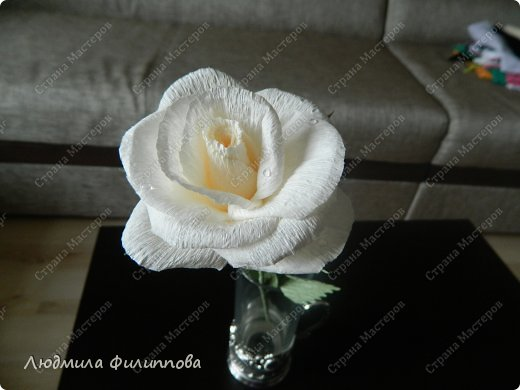 Страна Мастеров
Людмила Филиппова